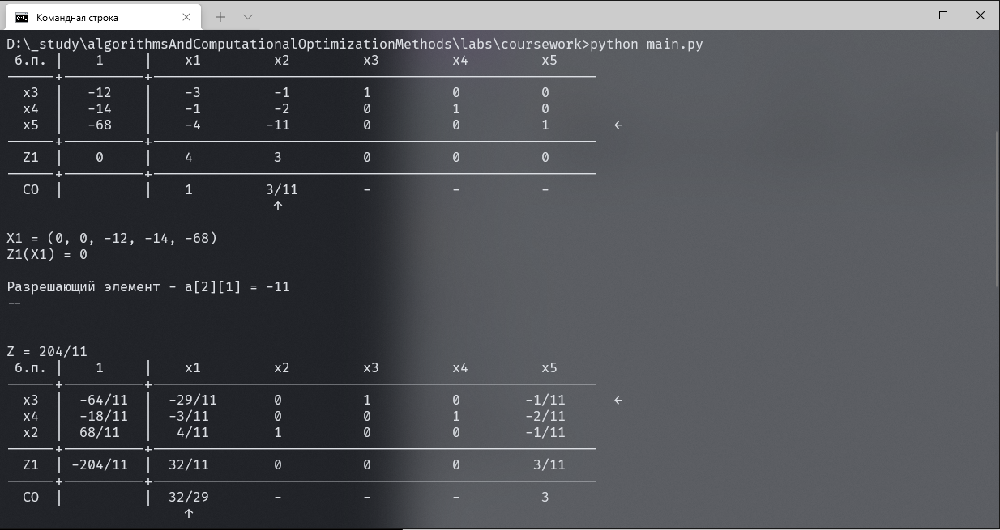 Командная строка
D:\_study\algorithmsAndComputationalOptimizationMethods\labs\coursework>python main.py
б.п. | 1 | x1 x2 x3 x4 x5
x3 | -12 | -3 -1 1 0 0
x4 | -14 | -1 -2 0 1 0
x5 | -68 | -4 -11 0 0 1 ←
Z1 | 0 | 4 3 0 0 0
СО | | 1 3/11 - - -
↑
X1 = (0, 0, -12, -14, -68)
Z1(X1) = 0
Разрешающий элемент - a[2][1] = -11
--
Z = 204/11
б.п. | 1 | x1 x2 x3 x4 x5
x3 | -64/11 | -29/11 0 1 0 -1/11 ←
x4 | -18/11 | -3/11 0 0 1 -2/11
x2 | 68/11 | 4/11 1 0 0 -1/11
Z1 | -204/11 | 32/11 0 0 0 3/11
СО | | 32/29 - - - 3
↑